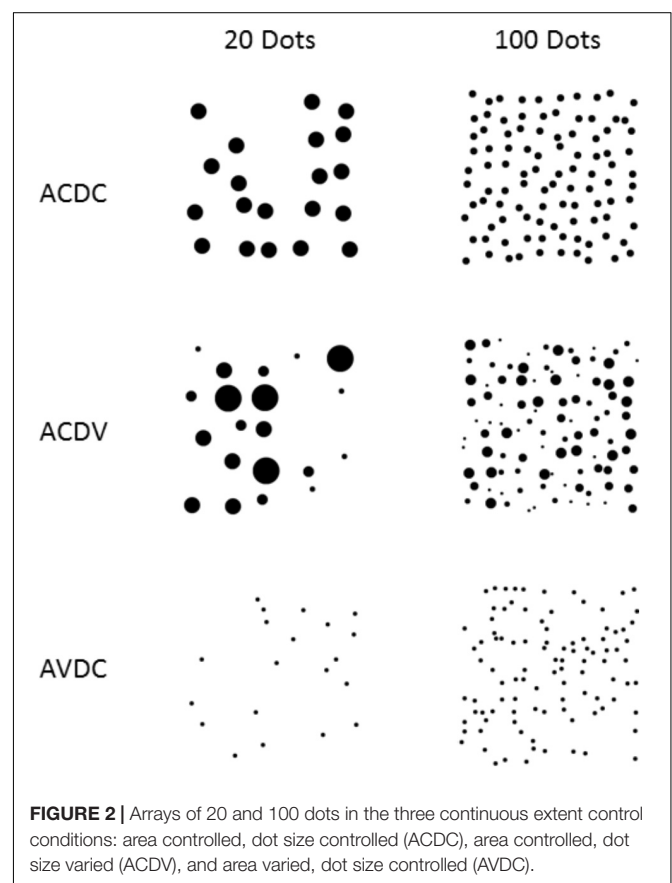 20 Dots 100 Dots
ACDC
ACDV
AVDC
FIGURE 2 | Arrays of 20 and 100 dots in the three continuous extent control
conditions: area controlled, dot size controlled (ACDC), area controlled, dot
size varied (ACDV), and area varied, dot size controlled (AVDC).